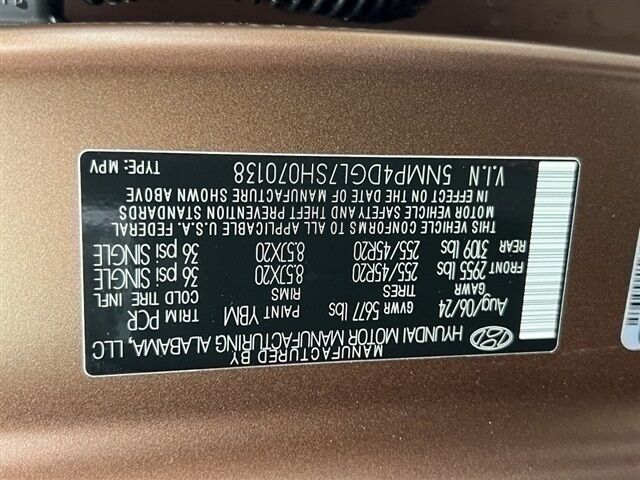 MANUFACTURED BY
HYUNDAI MOTOR MANUFACTURING ALABAMA, LLC
Aug/06/24 GVWR 5677 lbs PAINT YBM TRIM PCR
GAWR TIRES RIMS COLD TIRE INFL
FRONT 2955 lbs 255/45R20 8.5JX20 36 psi SINGLE
REAR 3109 lbs 255/45R20 8.5JX20 36 psi SINGLE
THIS VEHICLE CONFORMS TO ALL APPLICABLE U.S.A. FEDERAL
MOTOR VEHICLE SAFETY AND THEFT PREVENTION STANDARDS
IN EFFECT ON THE DATE OF MANUFACTURE SHOWN ABOVE
V.I.N 5NMP4DGL7SH070138 TYPE: MPV